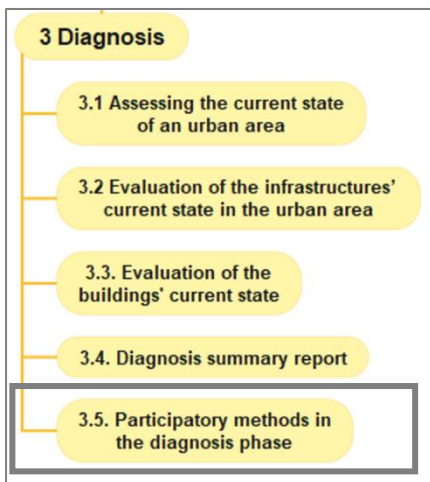 3 Diagnosis
3.1 Assessing the current state
of an urban area
3.2 Evaluation of the infrastructures’
current state in the urban area
3.3. Evaluation of the
buildings' current state
3.4. Diagnosis summary report
3.5. Participatory methods in
the diagnosis phase